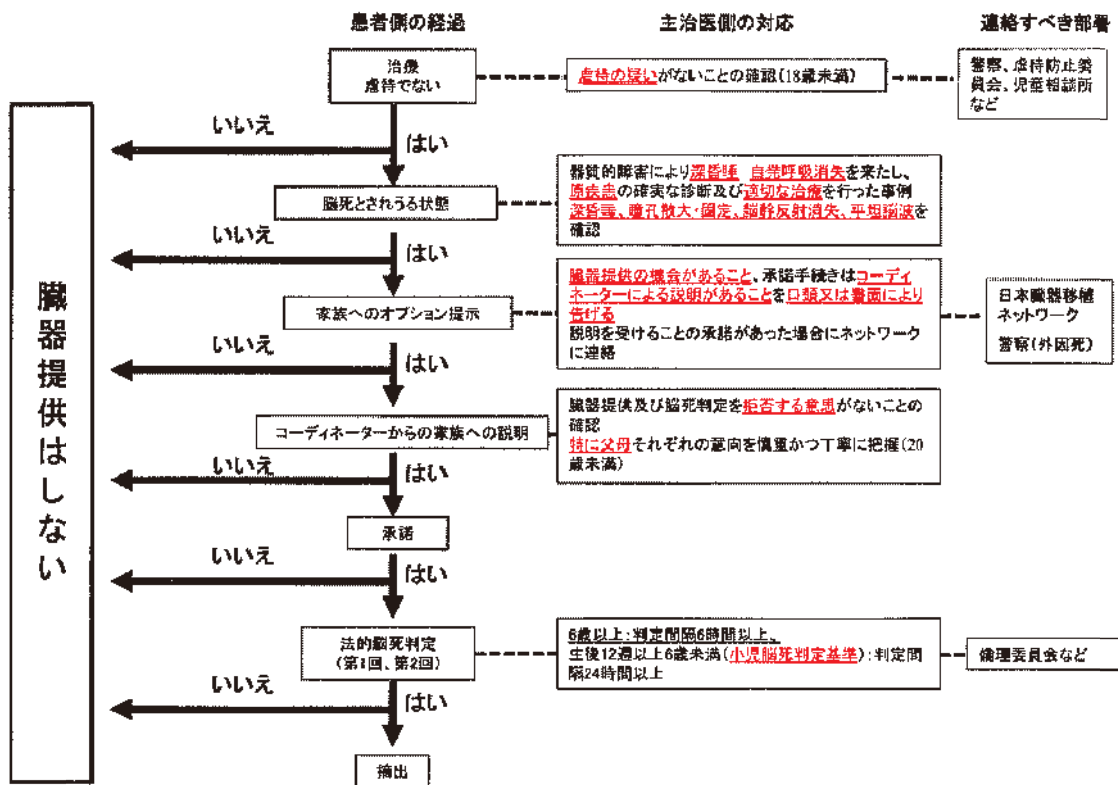 患者側の経過
主治医側の対応
連絡すべき部署
治療
虐待でない
虐待の疑いがないことの確認(18歳未満)
警察、虐待防止委
員会、児童相談所
など
いいえ
はい
脳死とされうる状態
器質的障害により深昏睡 自発呼吸消失を来たし、
原疾患の確実な診断及び適切な治療を行った事例
深昏睡、瞳孔散大・固定、脳幹反射消失、平坦脳波を
確認
いいえ
はい
家族へのオプション提示
臓器提供の機会があること、承諾手続きはコーディ
ネーターによる説明があることを口頭又は書面により
告げる
説明を受けることの承諾があった場合にネットワーク
に連絡
日本臓器移植
ネットワーク
警察(外因死)
いいえ
はい
コーディネーターからの家族への説明
臓器提供及び脳死判定を拒否する意思がないことの
確認
特に父母それぞれの意向を慎重かつ丁寧に把握(20
歳未満)
いいえ
はい
承諾
いいえ
はい
法的脳死判定
(第1回、第2回)
6歳以上:判定間隔6時間以上、
生後12週以上6歳未満(小児脳死判定基準):判定間
隔24時間以上
倫理委員会など
いいえ
はい
摘出
臓器提供はしない